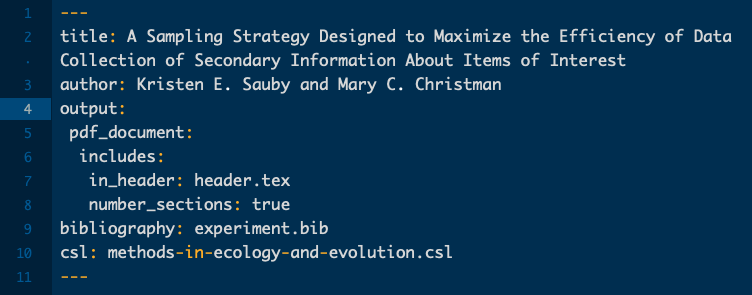 1 ---
2 title: A Sampling Strategy Designed to Maximize the Efficiency of Data
· Collection of Secondary Information About Items of Interest
3 author: Kristen E. Sauby and Mary C. Christman
4 output:
5  pdf_document:
6   includes:
7    in_header: header.tex
8    number_sections: true
9 bibliography: experiment.bib
10 csl: methods-in-ecology-and-evolution.csl
11 ---